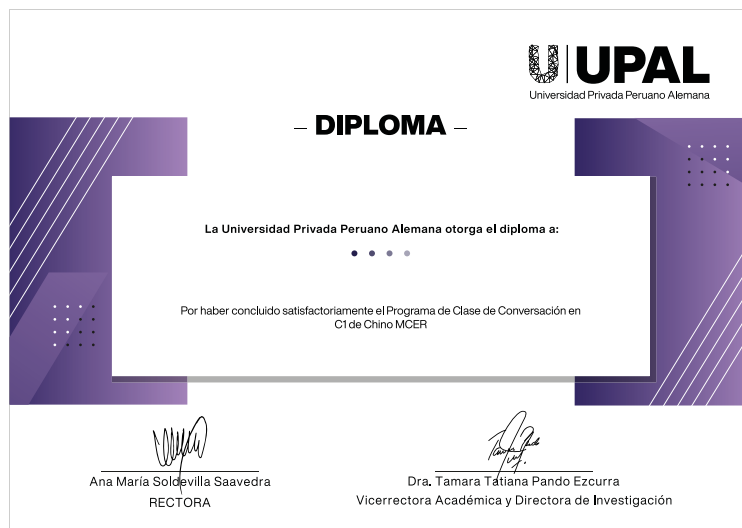 UPAL
Universidad Privada Peruano Alemana
– DIPLOMA –
La Universidad Privada Peruano Alemana otorga el diploma a:
Por haber concluido satisfactoriamente el Programa de Clase de Conversación en
C1 de Chino MCER
Ana María Soldevilla Saavedra
RECTORA
Dra. Tamara Tatiana Pando Ezcurra
Vicerrectora Académica y Directora de Investigación